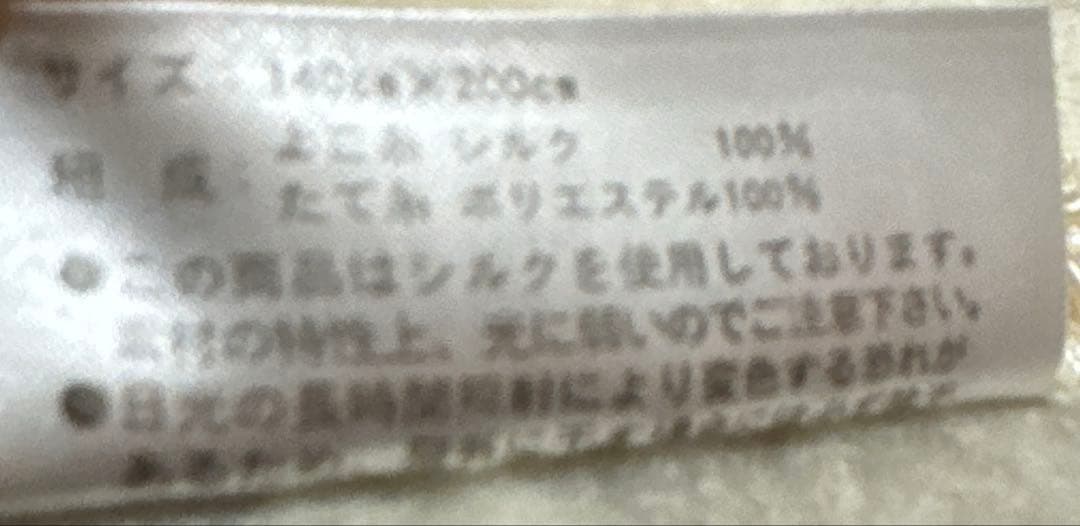 サイズ 140cm×200cm
組成 よこ糸 シルク 100%
たて糸 ポリエステル100%
●この商品はシルクを使用しております。
素材の特性上、光に弱いのでご注意下さい。
●日光の長時間照射により変色する恐れが